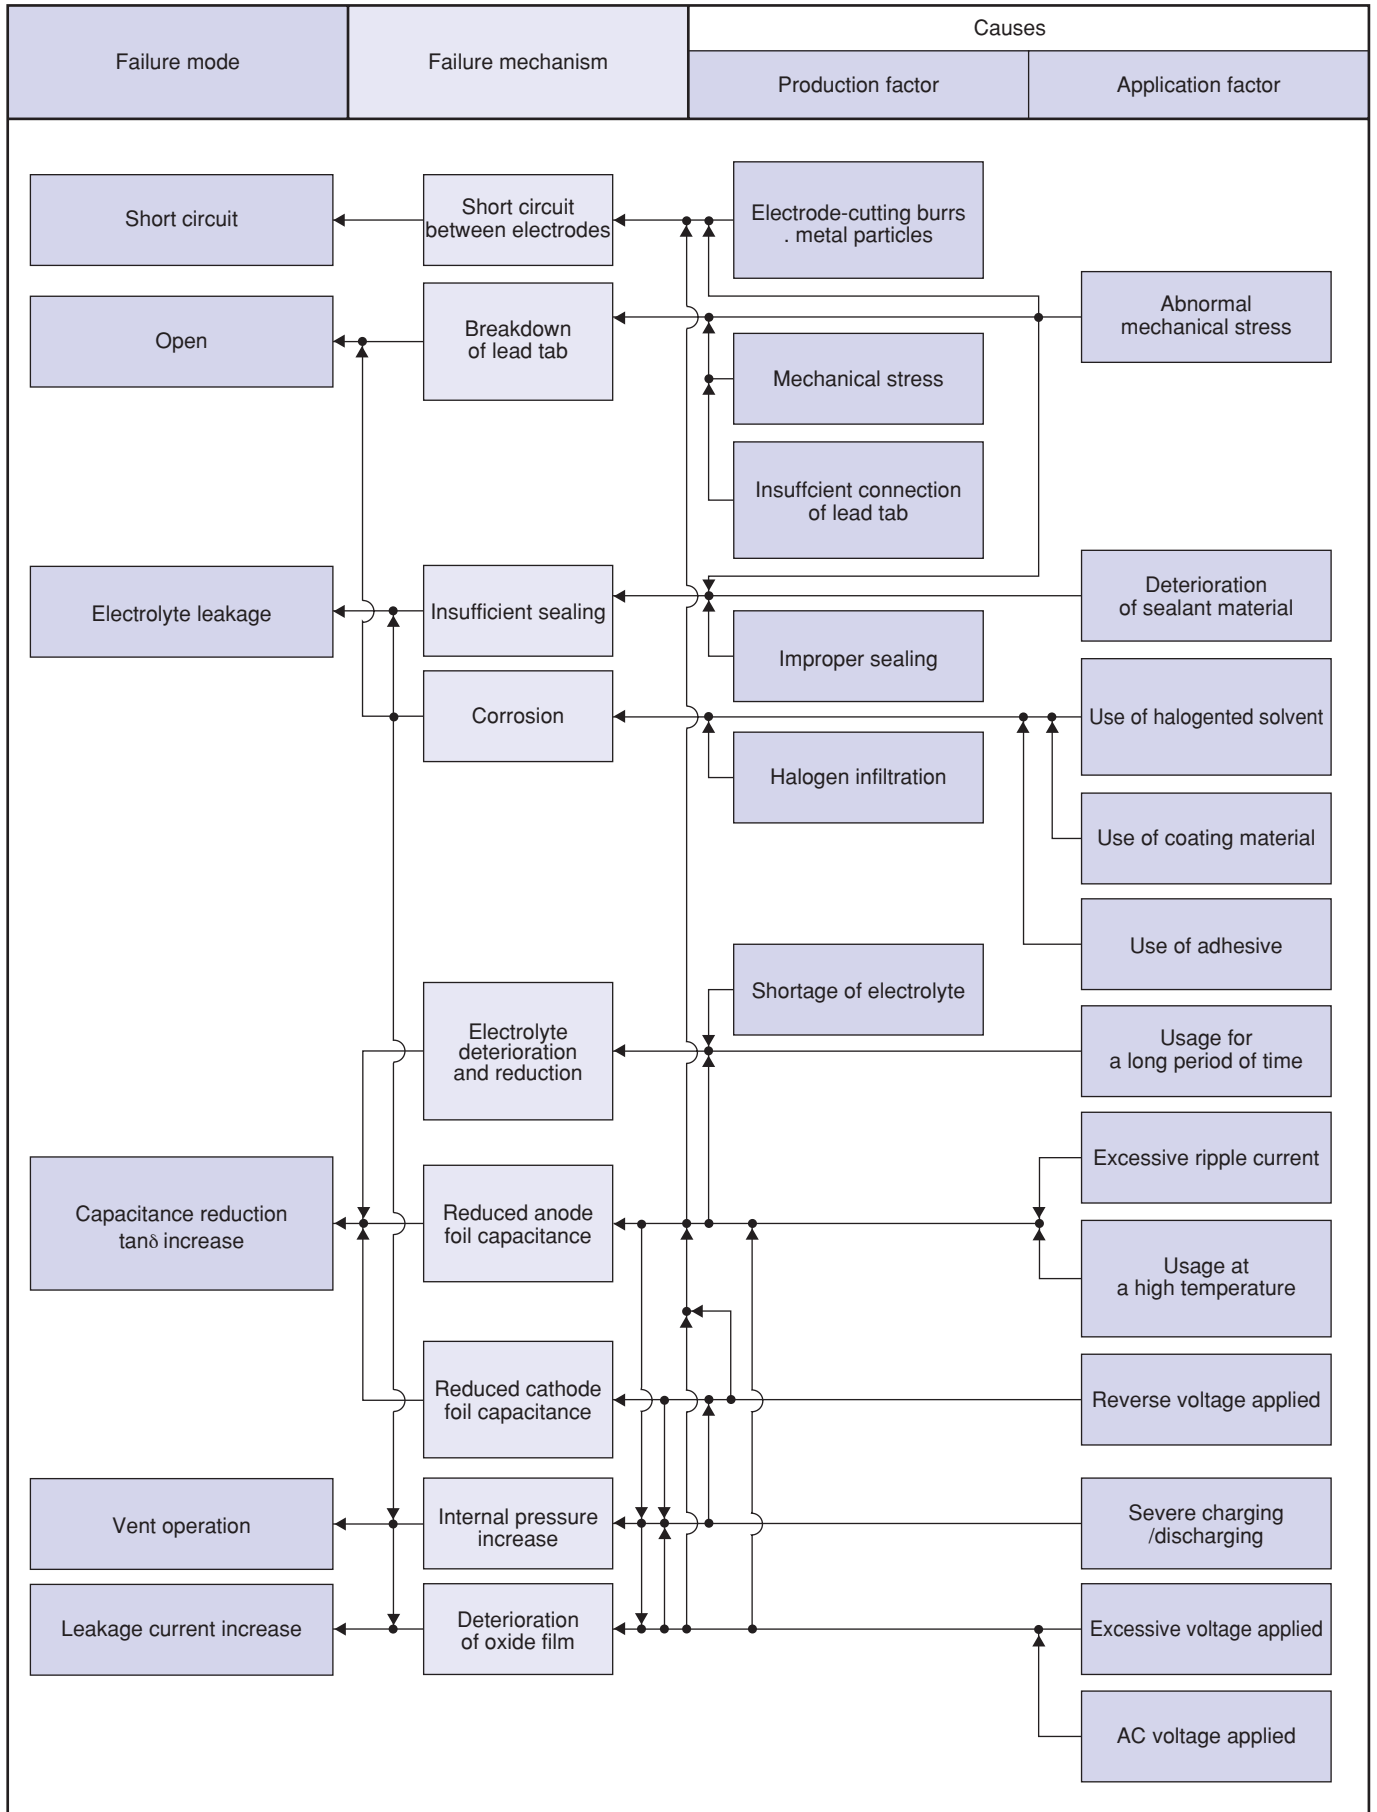 Failure mode
Failure mechanism
Causes
Production factor
Application factor
Short circuit
Short circuit
between electrodes
Electrode-cutting burrs
. metal particles
Abnormal
mechanical stress
Open
Breakdown
of lead tab
Mechanical stress
Insuffcient connection
of lead tab
Electrolyte leakage
Insufficient sealing
Deterioration
of sealant material
Improper sealing
Corrosion
Use of halogented solvent
Halogen infiltration
Use of coating material
Use of adhesive
Shortage of electrolyte
Electrolyte
deterioration
and reduction
Usage for
a long period of time
Excessive ripple current
Capacitance reduction
tanδ increase
Reduced anode
foil capacitance
Usage at
a high temperature
Reduced cathode
foil capacitance
Reverse voltage applied
Vent operation
Internal pressure
increase
Severe charging
/discharging
Leakage current increase
Deterioration
of oxide film
Excessive voltage applied
AC voltage applied